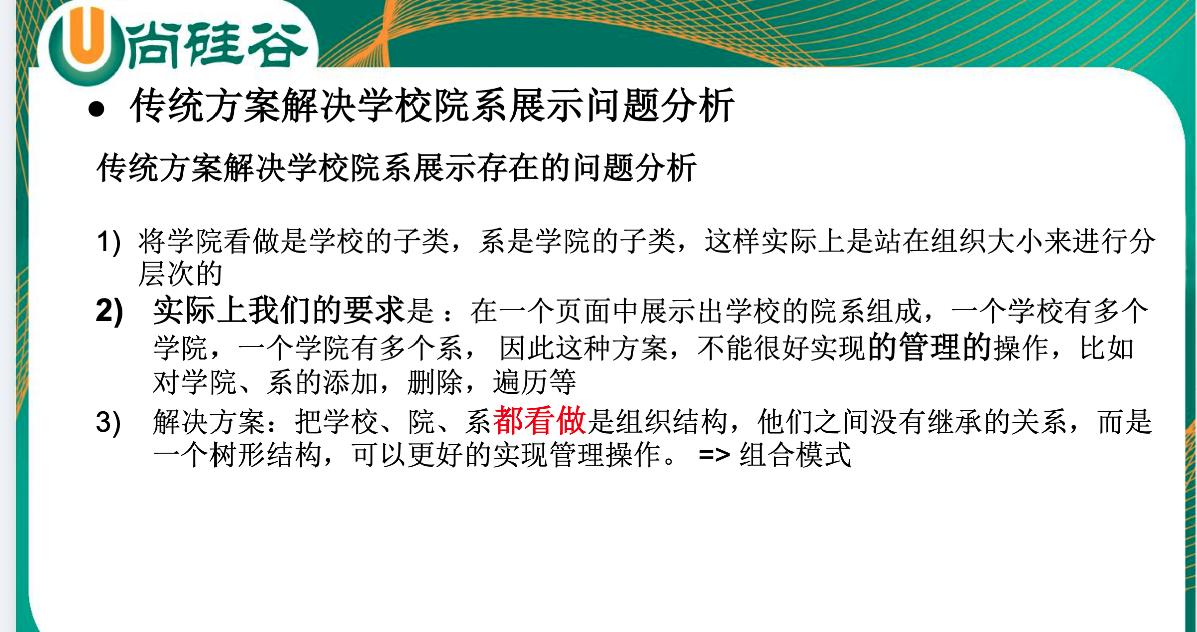 尚硅谷
● 传统方案解决学校院系展示问题分析
传统方案解决学校院系展示存在的问题分析
1) 将学院看做是学校的子类，系是学院的子类，这样实际上是站在组织大小来进行分
层次的
2) 实际上我们的要求是 ：在一个页面中展示出学校的院系组成，一个学校有多个
学院，一个学院有多个系， 因此这种方案，不能很好实现的管理的操作，比如
对学院、系的添加，删除，遍历等
3) 解决方案：把学校、院、系都看做是组织结构，他们之间没有继承的关系，而是
一个树形结构，可以更好的实现管理操作。 => 组合模式